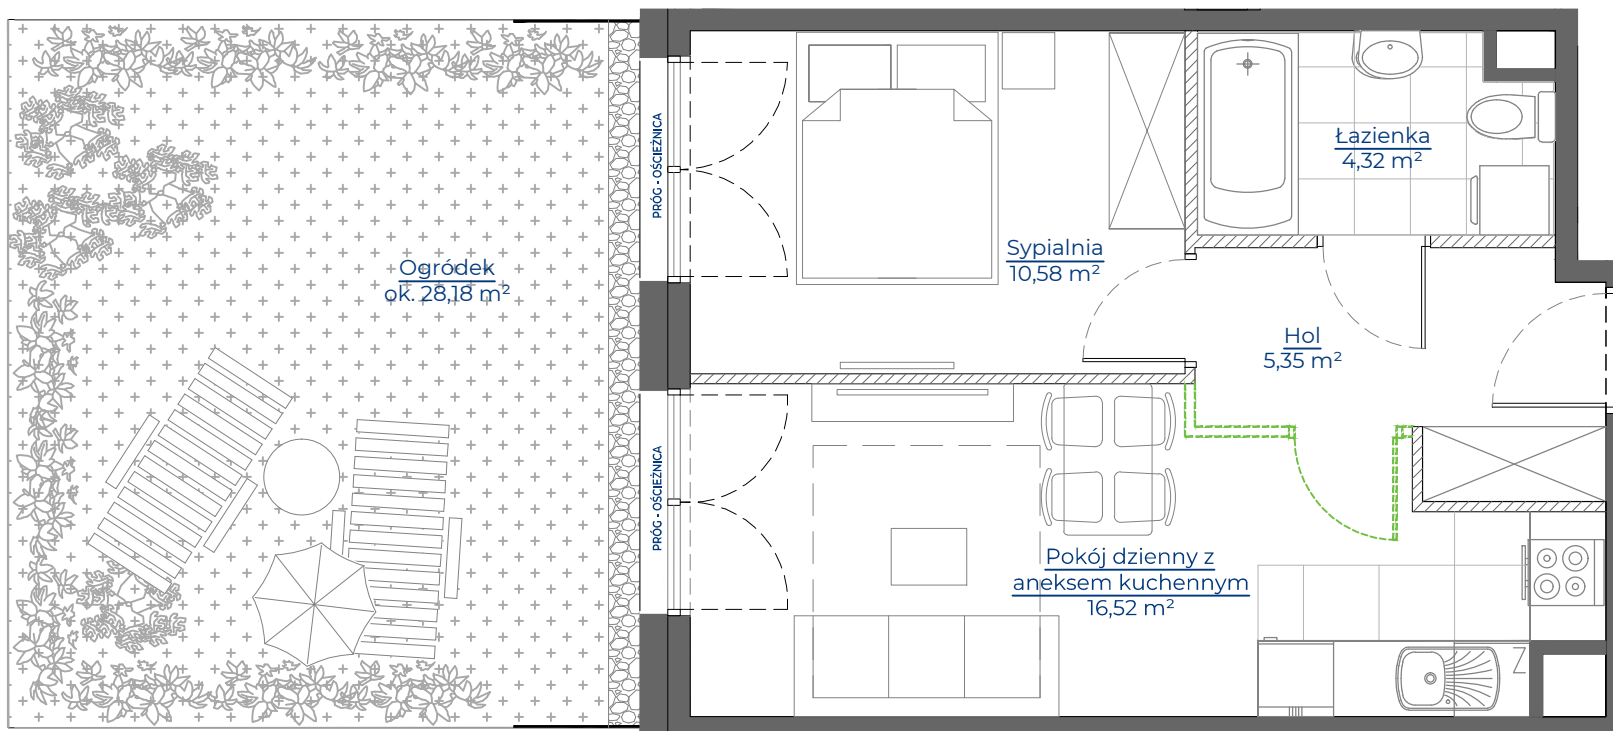 PRÓG - OŚCIEŻNICA
Łazienka
4,32 m²
Sypialnia
10,58 m²
Ogródek
ok. 28,18 m²
Hol
5,35 m²
PRÓG - OŚCIEŻNICA
Pokój dzienny z
aneksem kuchennym
16,52 m²
Z